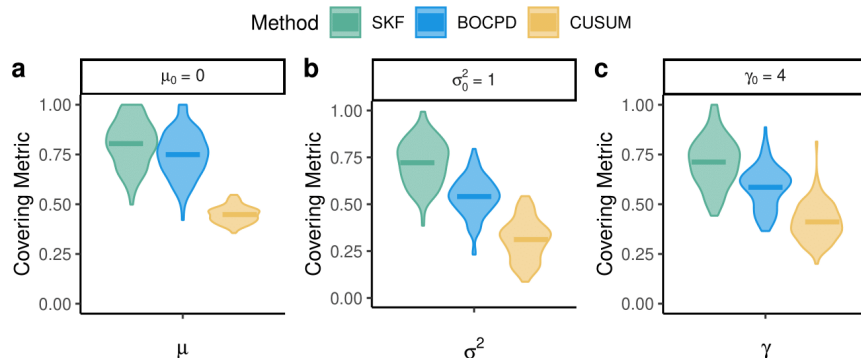 Method SKF BOCPD CUSUM
a b c
μ₀ = 0 σ₀² = 1 γ₀ = 4
Covering Metric
1.00
0.75
0.50
0.25
0.00
μ
Covering Metric
1.00
0.75
0.50
0.25
0.00
σ²
Covering Metric
1.00
0.75
0.50
0.25
0.00
γ